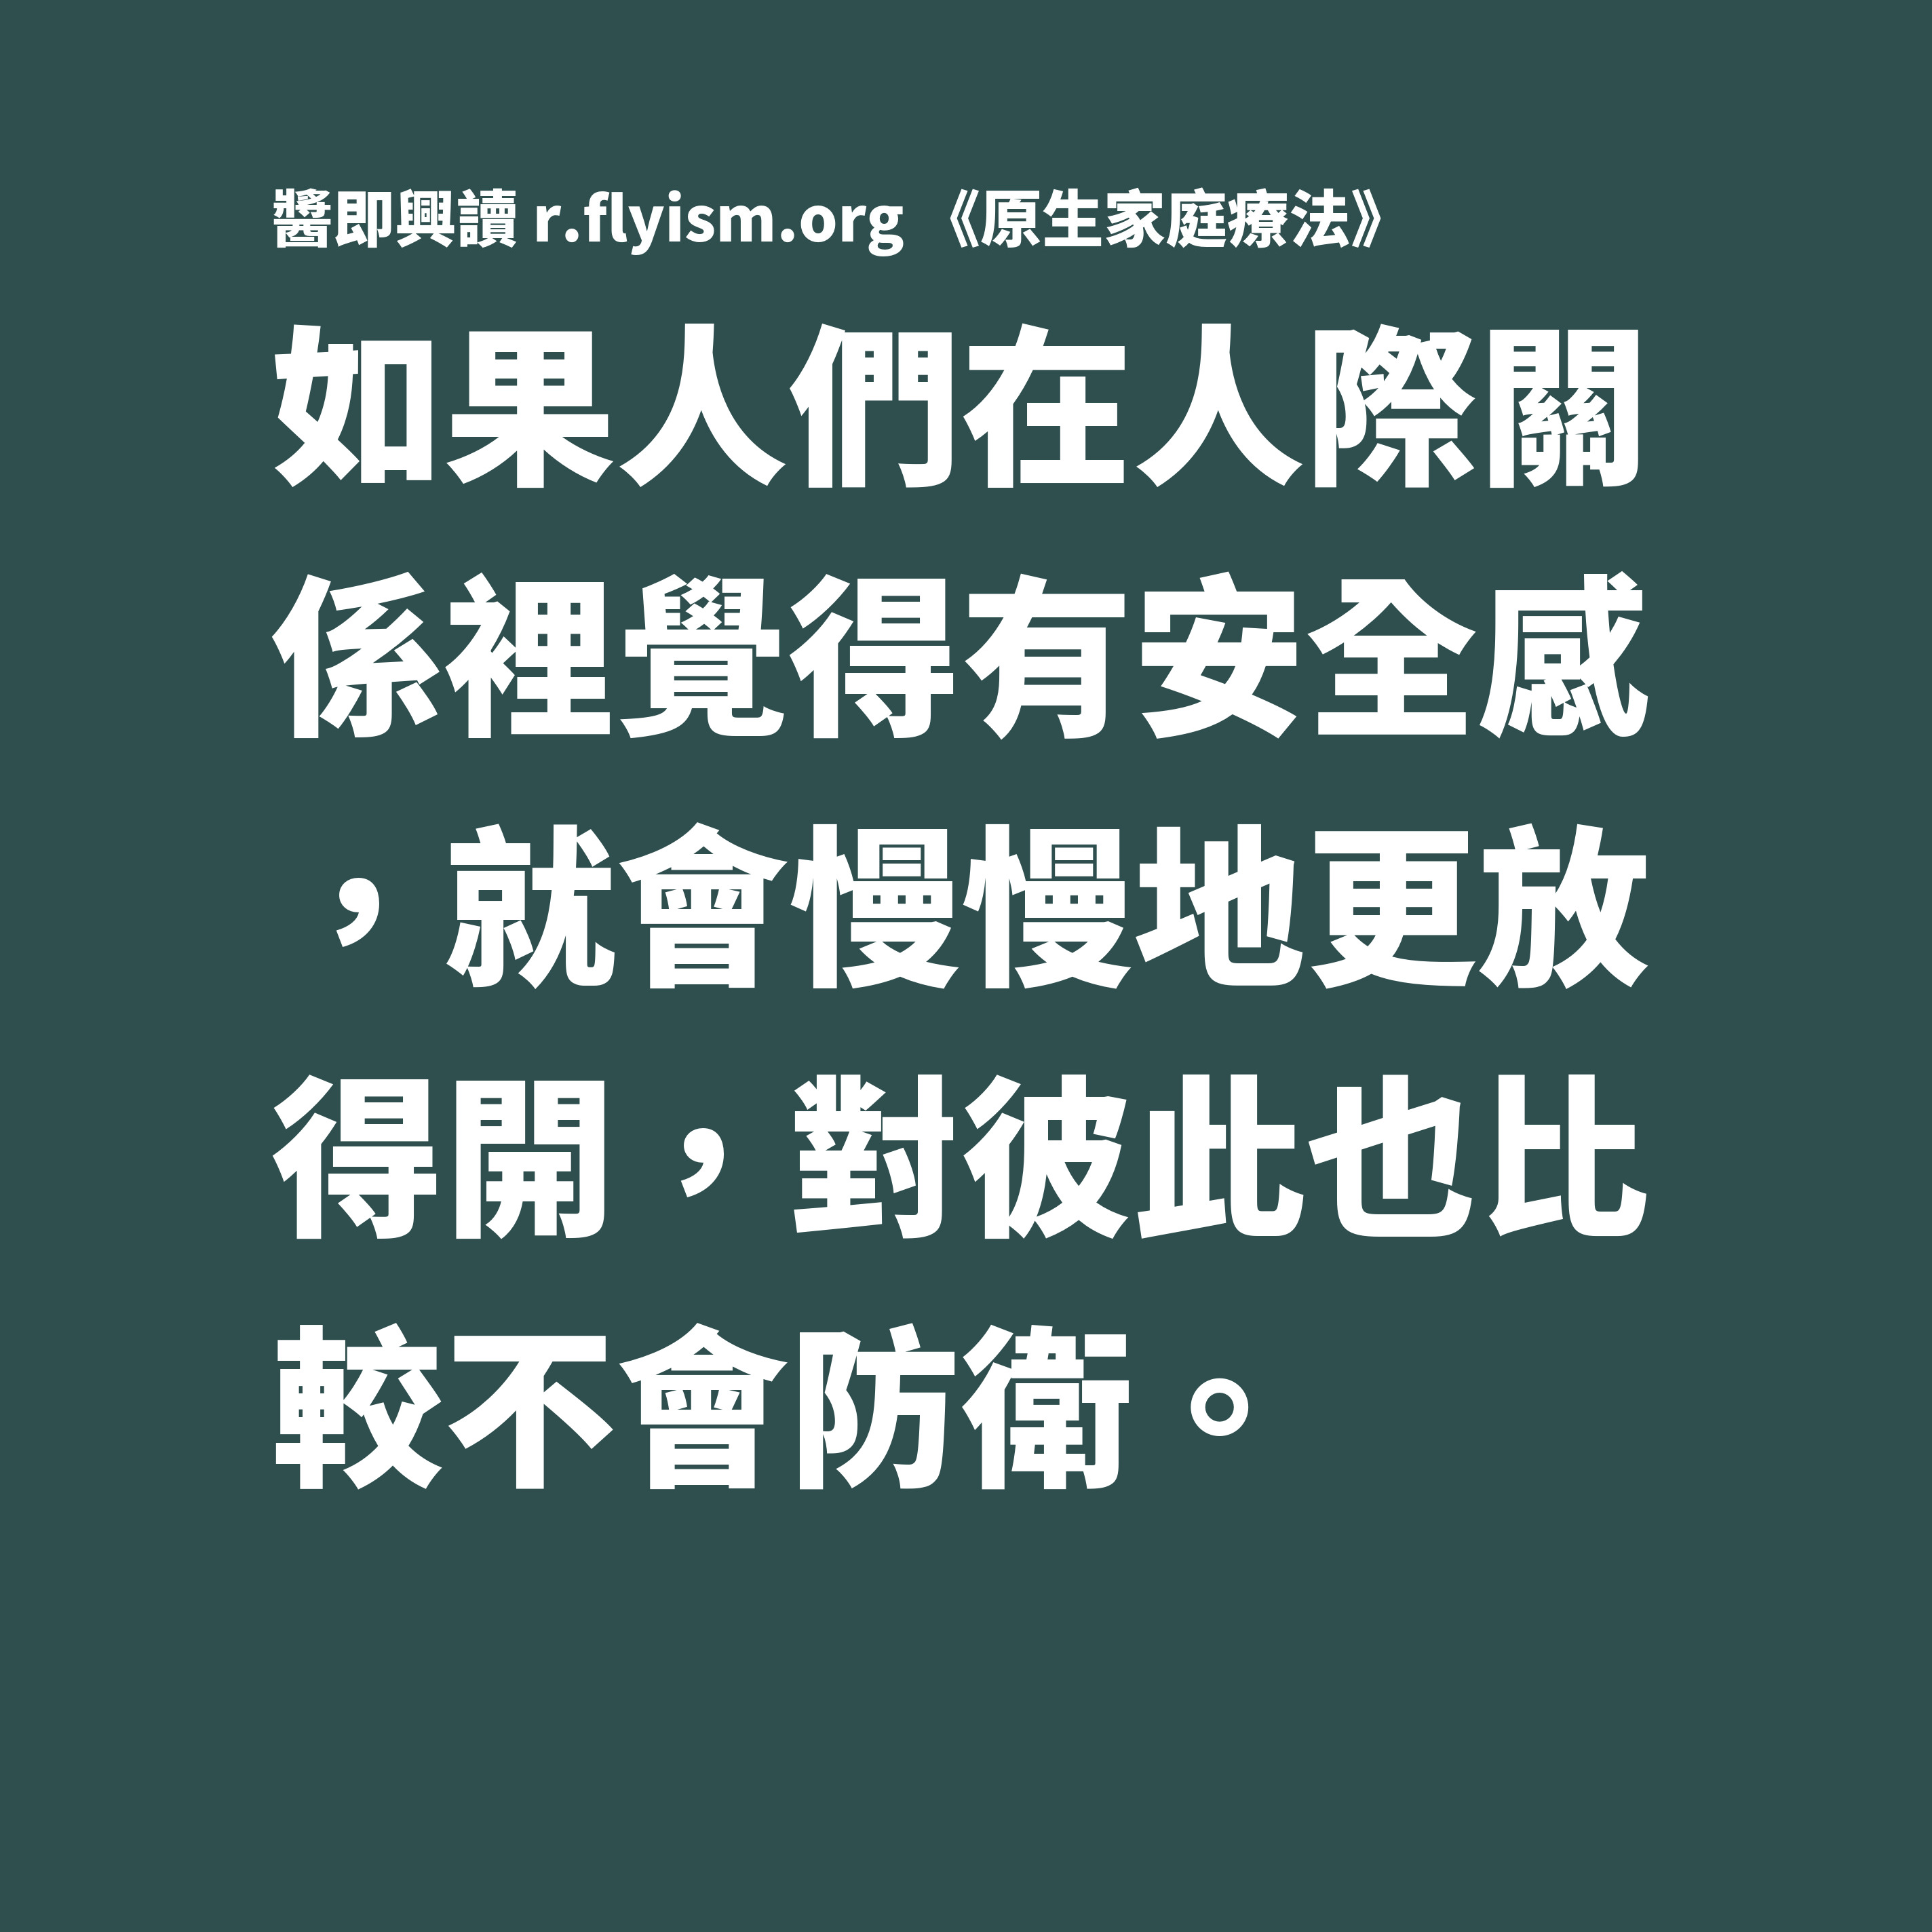 醫即閱讀 r.flyism.org 《原生家庭療法》
如果人們在人際關
係裡覺得有安全感
，就會慢慢地更放
得開，對彼此也比
較不會防衛。